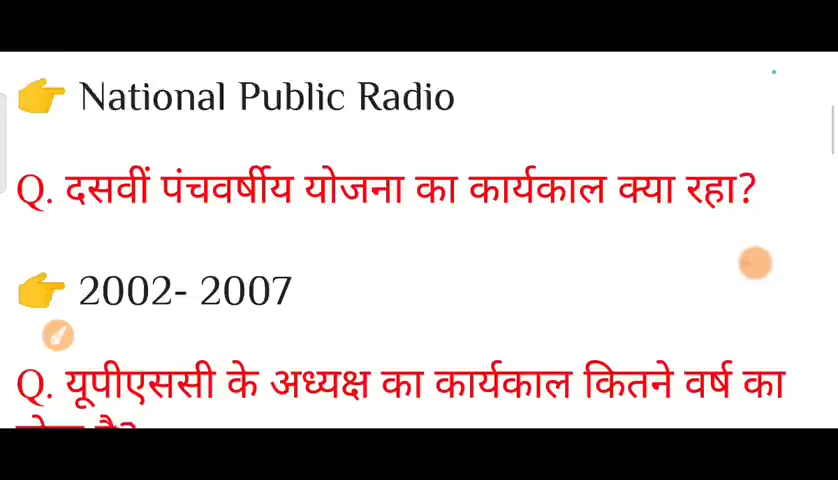 👉 National Public Radio
Q. दसवीं पंचवर्षीय योजना का कार्यकाल क्या रहा?
👉 2002- 2007
Q. यूपीएससी के अध्यक्ष का कार्यकाल कितने वर्ष का